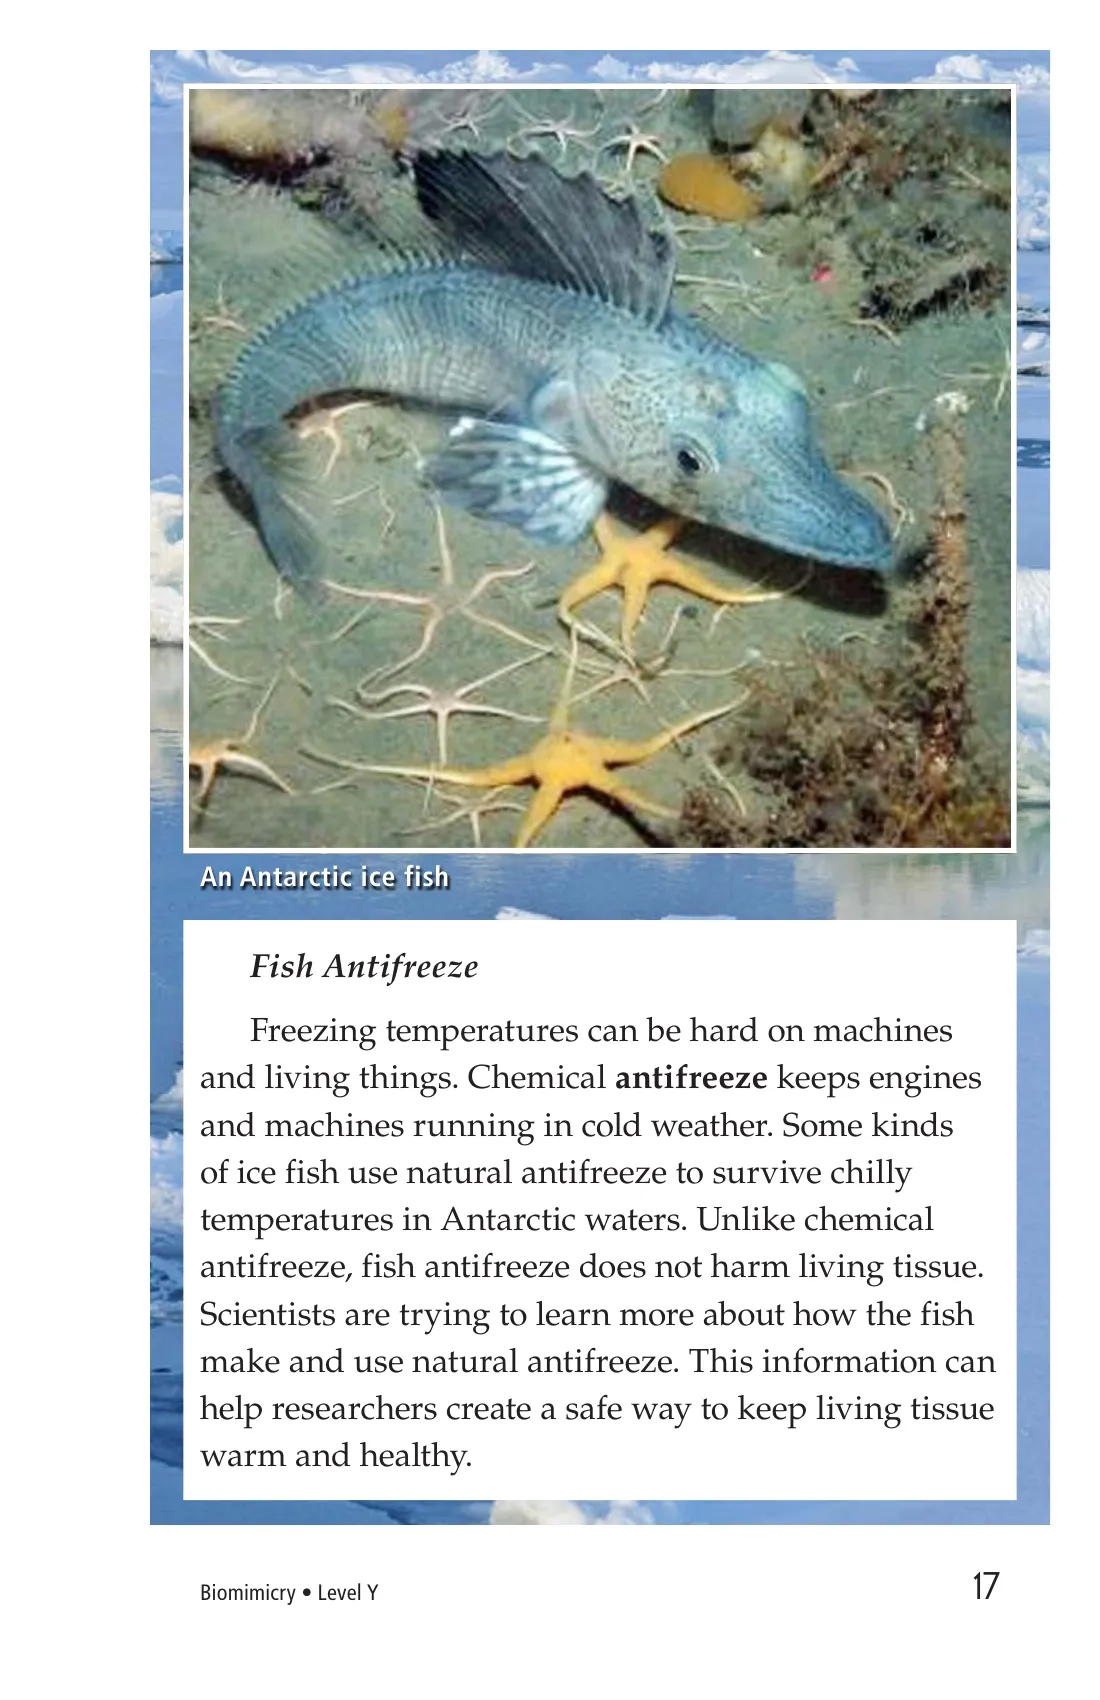 An Antarctic ice fish
Fish Antifreeze
Freezing temperatures can be hard on machines
and living things. Chemical antifreeze keeps engines
and machines running in cold weather. Some kinds
of ice fish use natural antifreeze to survive chilly
temperatures in Antarctic waters. Unlike chemical
antifreeze, fish antifreeze does not harm living tissue.
Scientists are trying to learn more about how the fish
make and use natural antifreeze. This information can
help researchers create a safe way to keep living tissue
warm and healthy.
Biomimicry • Level Y
17